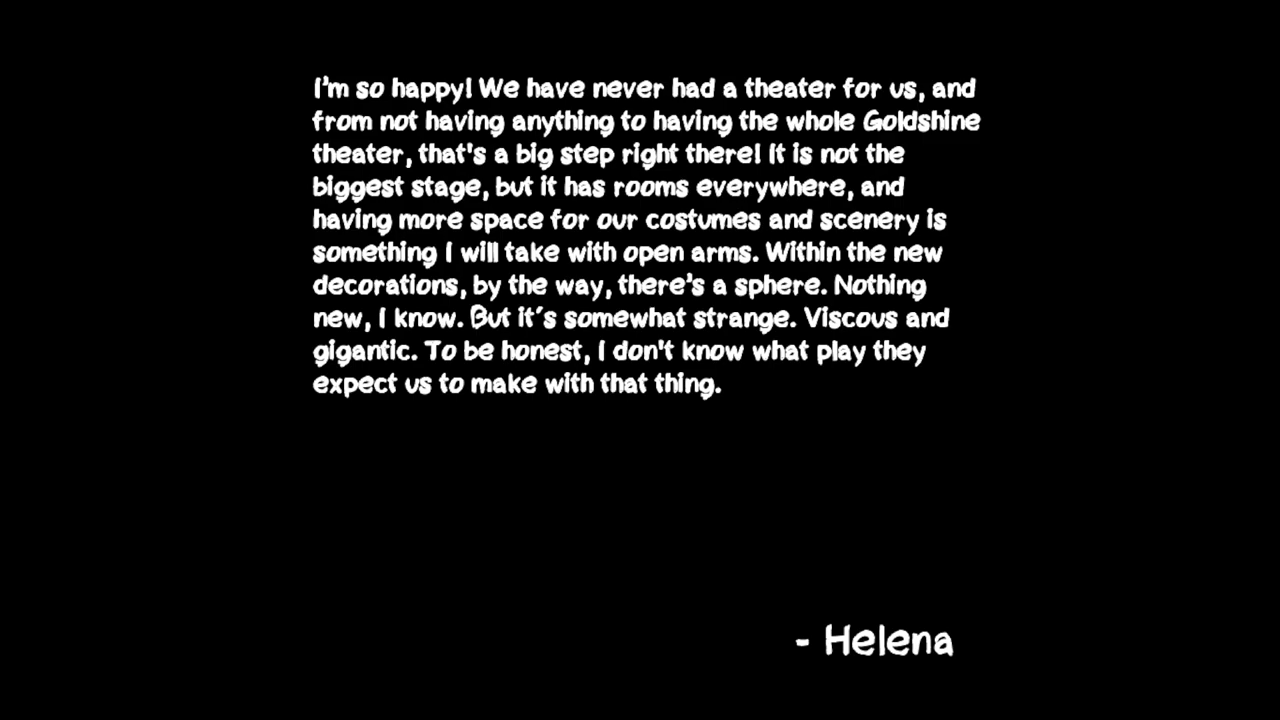 I'm so happy! We have never had a theater for us, and
from not having anything to having the whole Goldshine
theater, that's a big step right there! It is not the
biggest stage, but it has rooms everywhere, and
having more space for our costumes and scenery is
something I will take with open arms. Within the new
decorations, by the way, there's a sphere. Nothing
new, I know. But it's somewhat strange. Viscous and
gigantic. To be honest, I don't know what play they
expect us to make with that thing.
- Helena